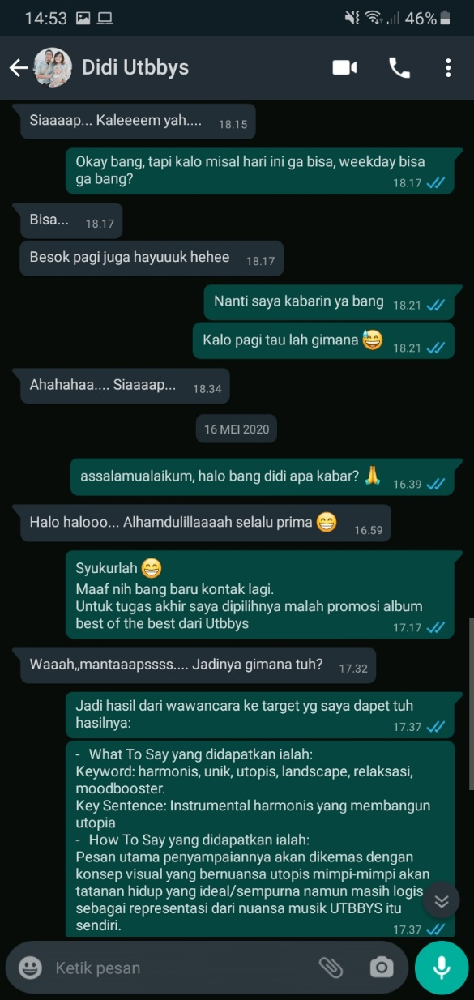 14:53 46%
Didi Utbbys
Siaaaap... Kaleeeem yah.... 18.15
Okay bang, tapi kalo misal hari ini ga bisa, weekday bisa
ga bang? 18.17
Bisa... 18.17
Besok pagi juga hayuuuk hehee 18.17
Nanti saya kabarin ya bang 18.21
Kalo pagi tau lah gimana 😅 18.21
Ahahahaa.... Siaaaap... 18.34
16 MEI 2020
assalamualaikum, halo bang didi apa kabar? 🙏 16.39
Halo halooo... Alhamdulillaaaah selalu prima 😁 16.59
Syukurlah 😁
Maaf nih bang baru kontak lagi.
Untuk tugas akhir saya dipilihnya malah promosi album
best of the best dari Utbbys 17.17
Waaah,,mantaaapssss.... Jadinya gimana tuh? 17.32
Jadi hasil dari wawancara ke target yg saya dapet tuh
hasilnya: 17.37
- What To Say yang didapatkan ialah:
Keyword: harmonis, unik, utopis, landscape, relaksasi,
moodbooster.
Key Sentence: Instrumental harmonis yang membangun
utopia
- How To Say yang didapatkan ialah:
Pesan utama penyampaiannya akan dikemas dengan
konsep visual yang bernuansa utopis mimpi-mimpi akan
tatanan hidup yang ideal/sempurna namun masih logis
sebagai representasi dari nuansa musik UTBBYS itu
sendiri. 17.37
Ketik pesan